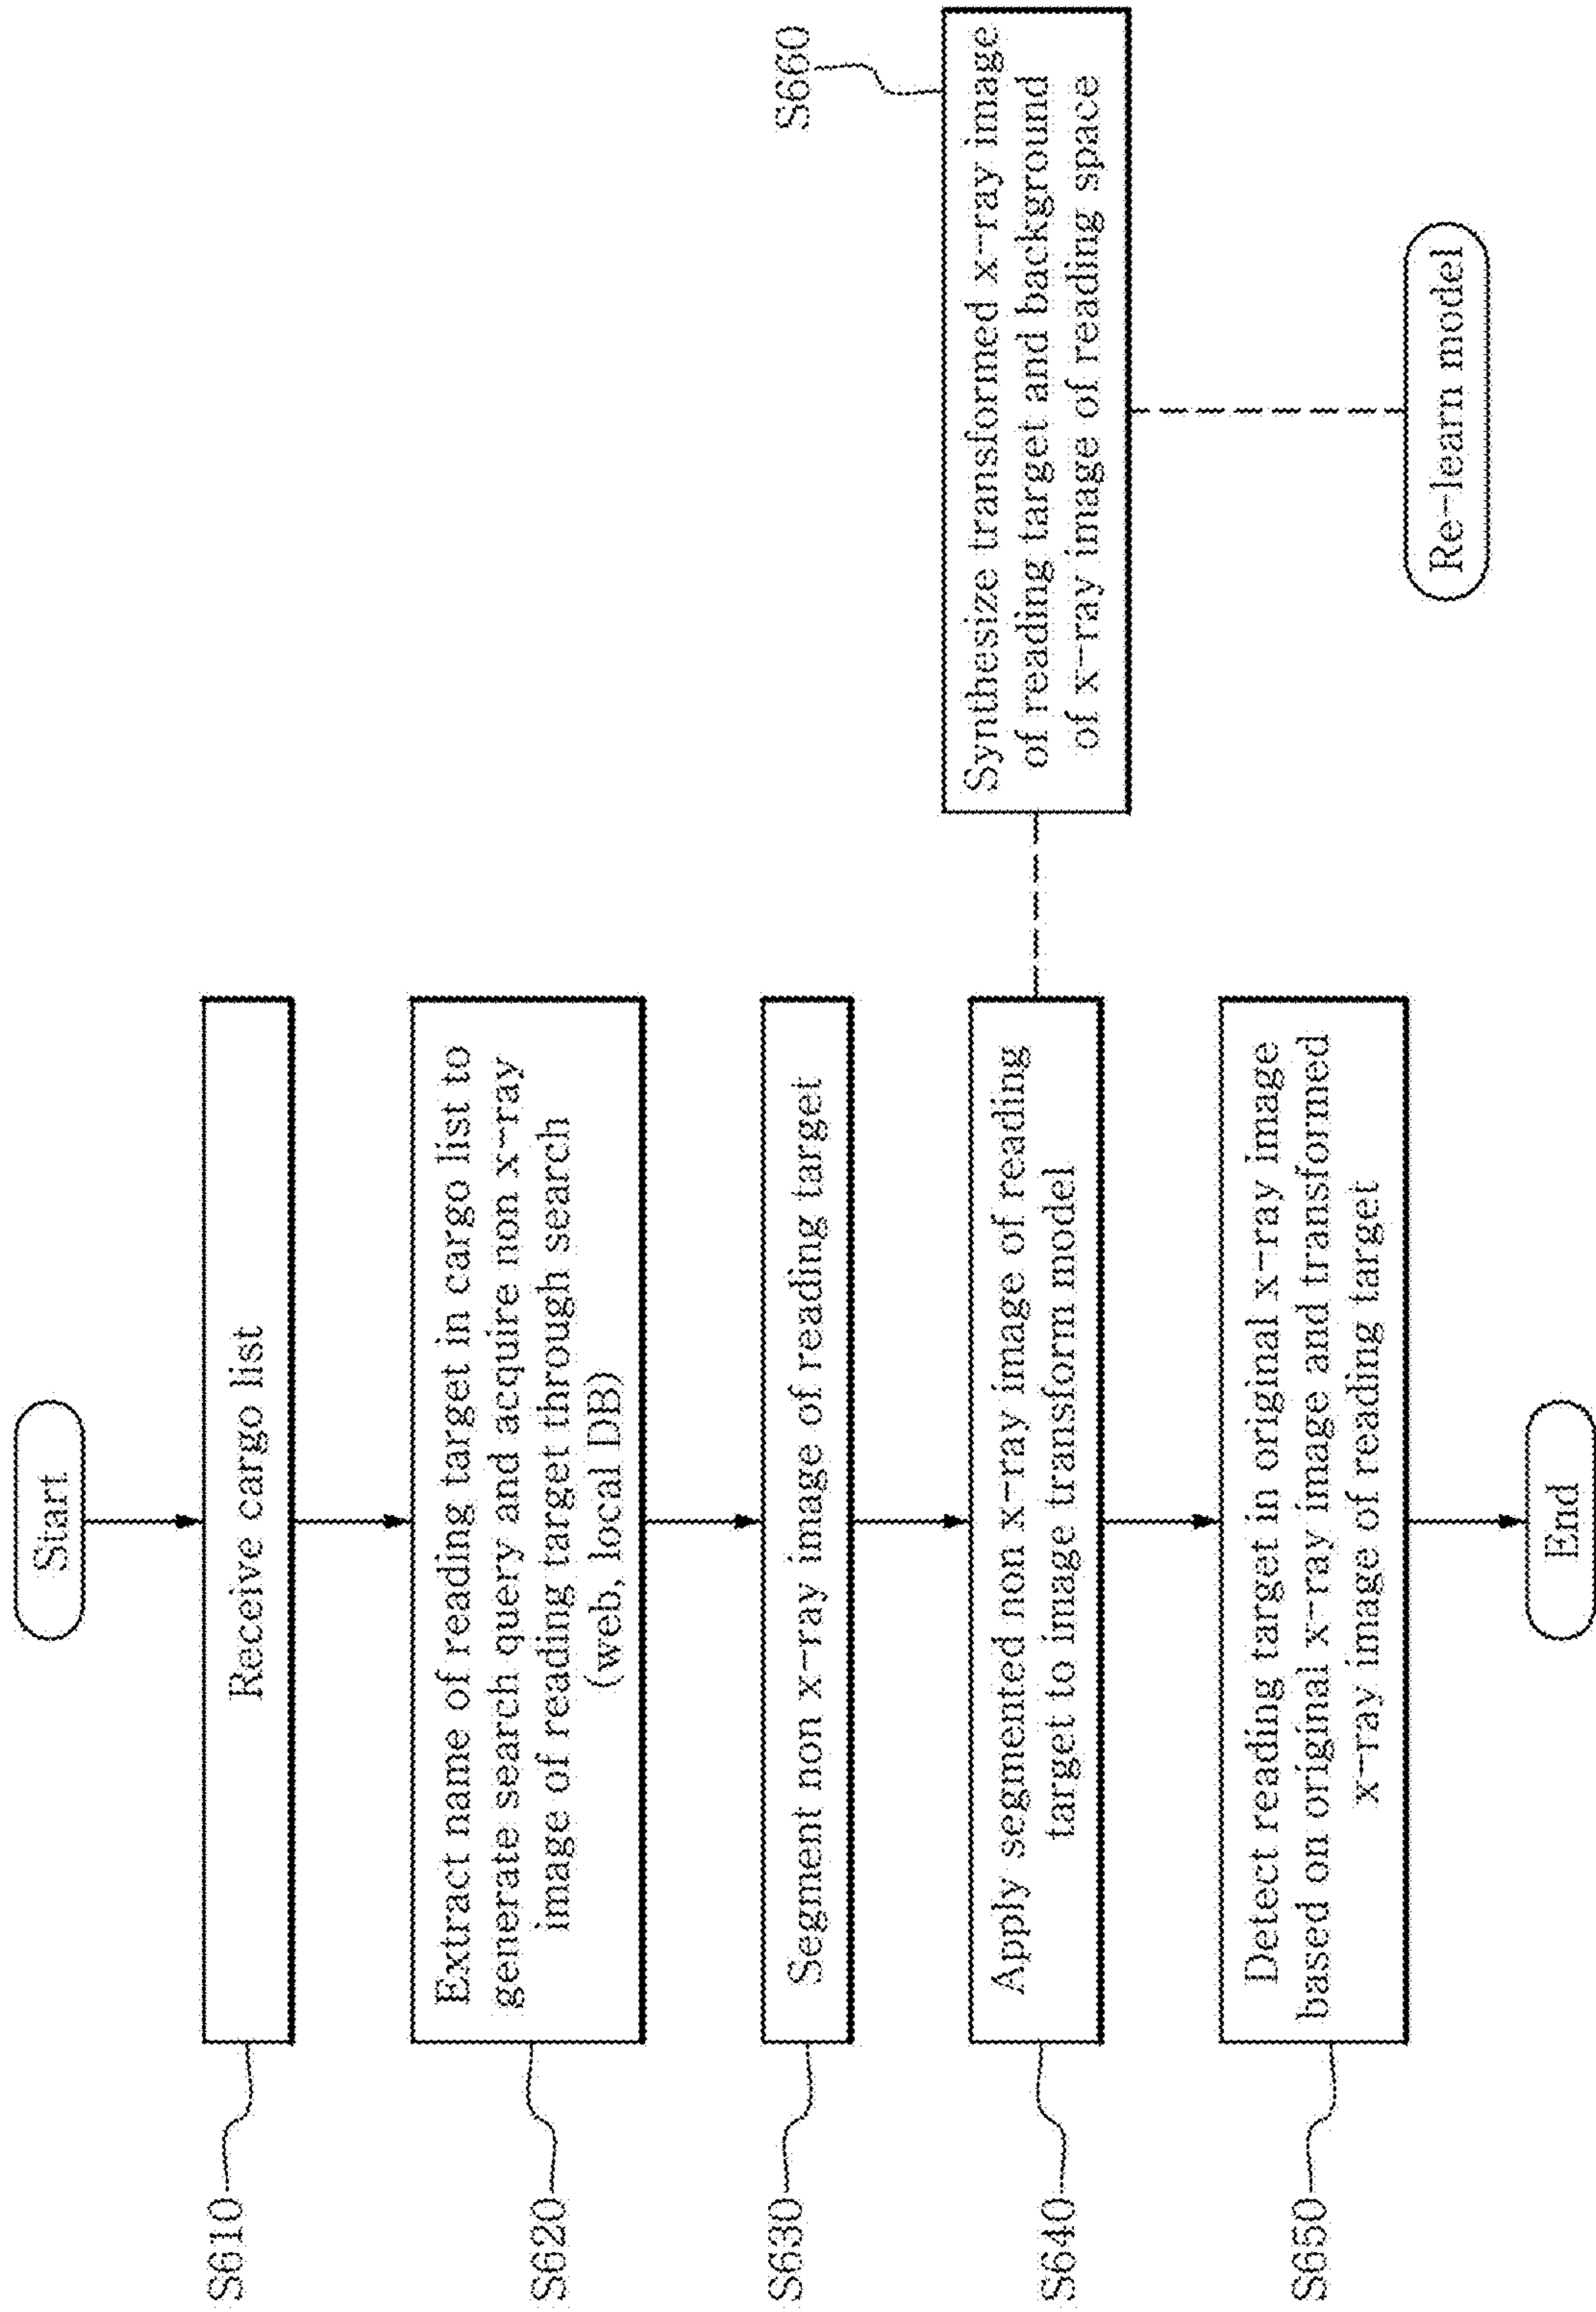 Start
S610
Receive cargo list
S620
Extract name of reading target in cargo list to
generate search query and acquire non x-ray
image of reading target through search
(web, local DB)
S630
Segment non x-ray image of reading target
S640
Apply segmented non x-ray image of reading
target to image transform model
S660
Synthesize transformed x-ray image
of reading target and background
of x-ray image of reading space
Re-learn model
S650
Detect reading target in original x-ray image
based on original x-ray image and transformed
x-ray image of reading target
End